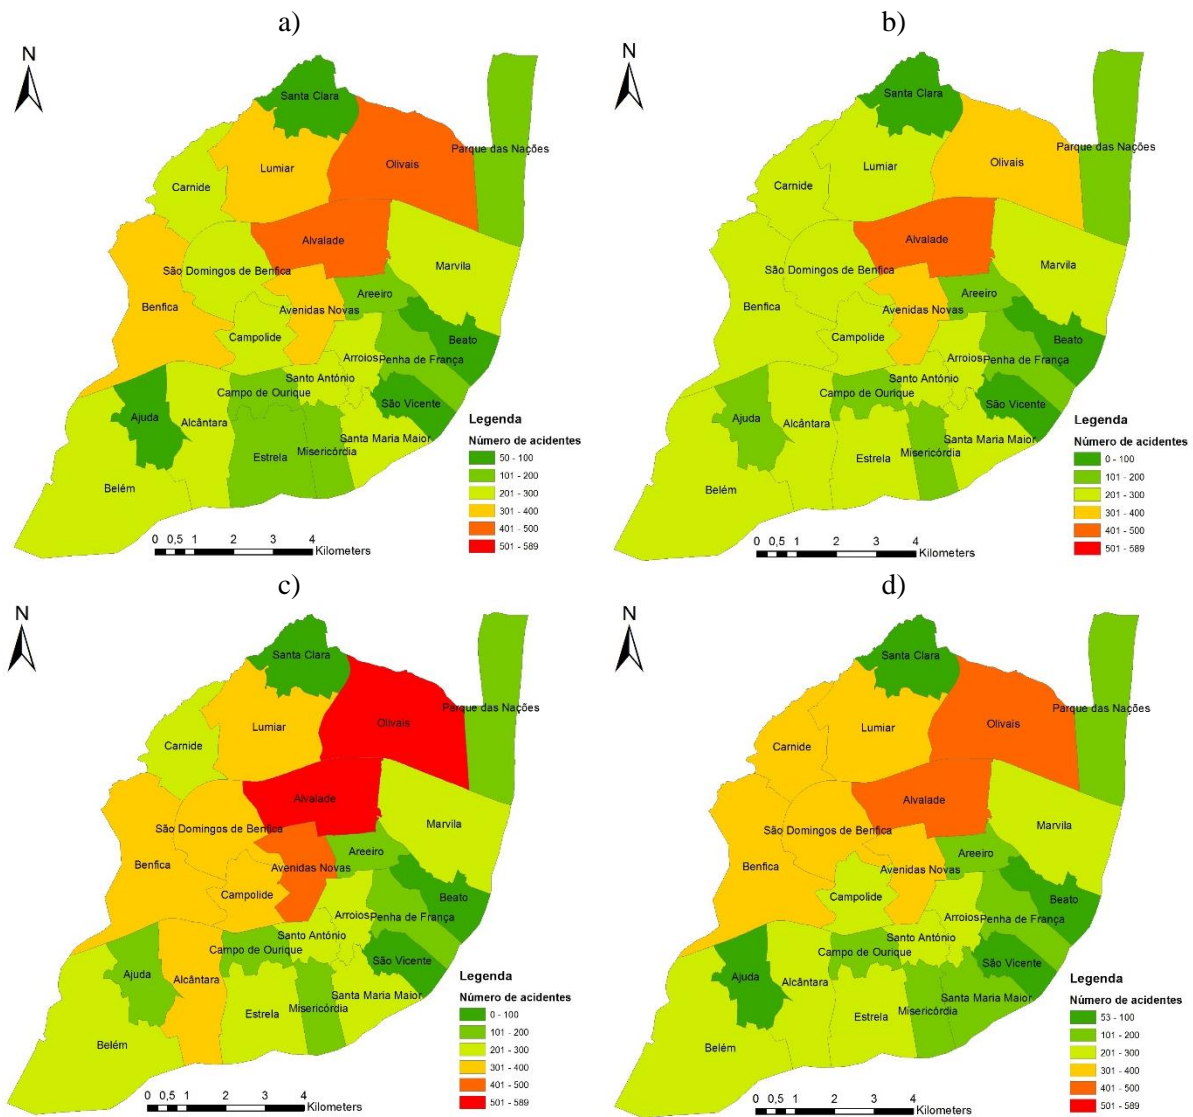 a)
N
Santa Clara
Parque das Nações
Olivais
Lumiar
Carnide
Alvalade
São Domingos de Benfica
Marvila
Areeiro
Benfica
Avenidas Novas
Campolide
Beato
Arroios
Penha de França
Santo António
Campo de Ourique
São Vicente
Ajuda
Alcântara
Santa Maria Maior
Misericórdia
Estrela
Belém
Legenda
Número de acidentes
50 - 100
101 - 200
201 - 300
301 - 400
401 - 500
501 - 589
0 0,5 1 2 3 4
Kilometers
b)
N
Santa Clara
Parque das Nações
Olivais
Lumiar
Carnide
Alvalade
São Domingos de Benfica
Marvila
Areeiro
Benfica
Avenidas Novas
Campolide
Beato
Arroios
Penha de França
Santo António
Campo de Ourique
São Vicente
Ajuda
Alcântara
Santa Maria Maior
Misericórdia
Estrela
Belém
Legenda
Número de acidentes
0 - 100
101 - 200
201 - 300
301 - 400
401 - 500
501 - 589
0 0,5 1 2 3 4
Kilometers
c)
N
Santa Clara
Parque das Nações
Olivais
Lumiar
Carnide
Alvalade
São Domingos de Benfica
Marvila
Areeiro
Benfica
Avenidas Novas
Campolide
Beato
Arroios
Penha de França
Santo António
Campo de Ourique
São Vicente
Ajuda
Alcântara
Santa Maria Maior
Misericórdia
Estrela
Belém
Legenda
Número de acidentes
0 - 100
101 - 200
201 - 300
301 - 400
401 - 500
501 - 589
0 0,5 1 2 3 4
Kilometers
d)
N
Santa Clara
Parque das Nações
Olivais
Lumiar
Carnide
Alvalade
São Domingos de Benfica
Marvila
Areeiro
Benfica
Avenidas Novas
Campolide
Beato
Arroios
Penha de França
Santo António
Campo de Ourique
São Vicente
Ajuda
Alcântara
Santa Maria Maior
Misericórdia
Estrela
Belém
Legenda
Número de acidentes
53 - 100
101 - 200
201 - 300
301 - 400
401 - 500
501 - 589
0 0,5 1 2 3 4
Kilometers